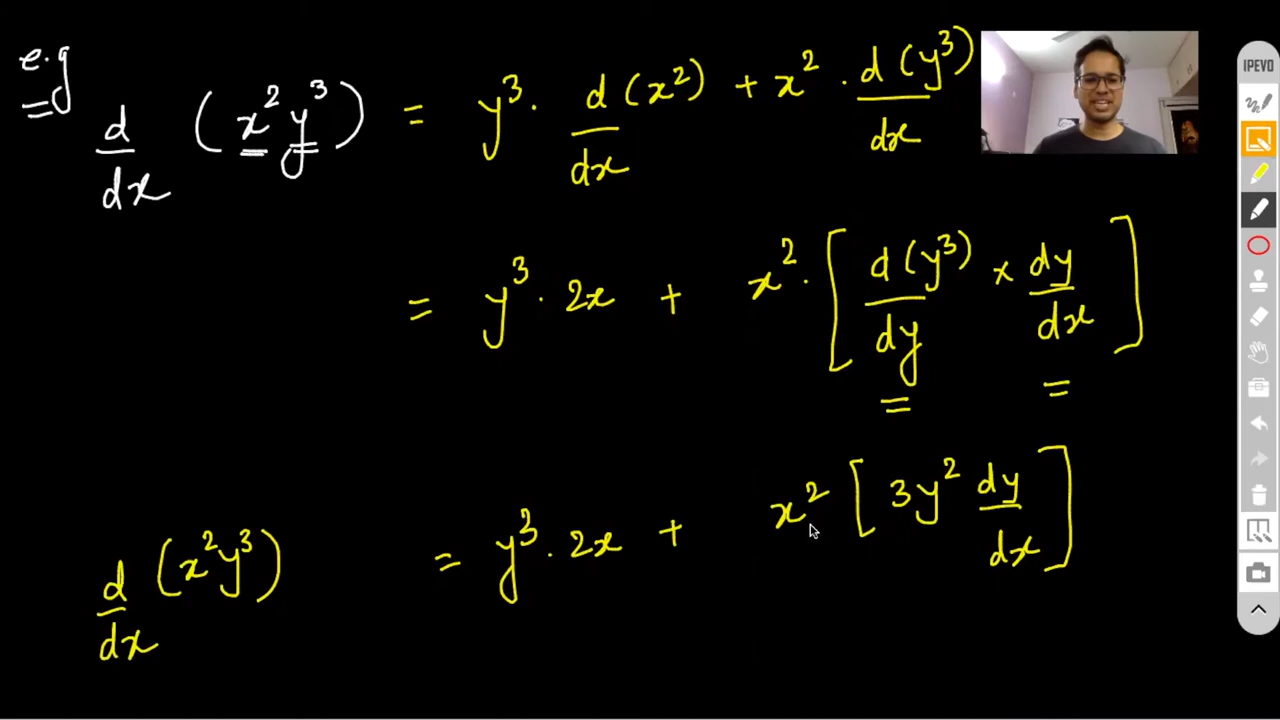 e.g
d/dx (x²y³) = y³ · d(x²)/dx + x² · d(y³)/dx
= y³ · 2x + x² · [ d(y³)/dy × dy/dx ]
d/dx (x²y³) = y³ · 2x + x² [ 3y² dy/dx ]
IPEVO